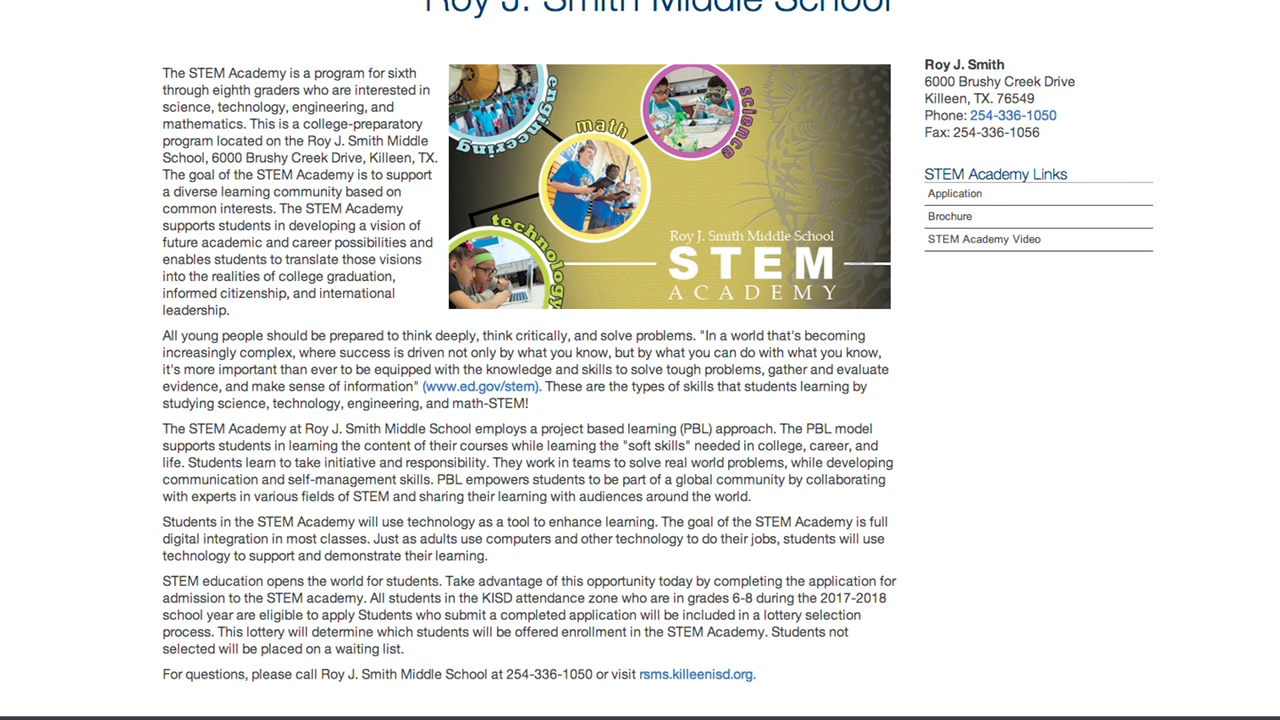 Roy J. Smith Middle School
The STEM Academy is a program for sixth
through eighth graders who are interested in
science, technology, engineering, and
mathematics. This is a college-preparatory
program located on the Roy J. Smith Middle
School, 6000 Brushy Creek Drive, Killeen, TX.
The goal of the STEM Academy is to support
a diverse learning community based on
common interests. The STEM Academy
supports students in developing a vision of
future academic and career possibilities and
enables students to translate those visions
into the realities of college graduation,
informed citizenship, and international
leadership.
engineering
math
science
technology
Roy J. Smith Middle School
STEM
ACADEMY
All young people should be prepared to think deeply, think critically, and solve problems. "In a world that's becoming
increasingly complex, where success is driven not only by what you know, but by what you can do with what you know,
it's more important than ever to be equipped with the knowledge and skills to solve tough problems, gather and evaluate
evidence, and make sense of information" (www.ed.gov/stem). These are the types of skills that students learning by
studying science, technology, engineering, and math-STEM!
The STEM Academy at Roy J. Smith Middle School employs a project based learning (PBL) approach. The PBL model
supports students in learning the content of their courses while learning the "soft skills" needed in college, career, and
life. Students learn to take initiative and responsibility. They work in teams to solve real world problems, while developing
communication and self-management skills. PBL empowers students to be part of a global community by collaborating
with experts in various fields of STEM and sharing their learning with audiences around the world.
Students in the STEM Academy will use technology as a tool to enhance learning. The goal of the STEM Academy is full
digital integration in most classes. Just as adults use computers and other technology to do their jobs, students will use
technology to support and demonstrate their learning.
STEM education opens the world for students. Take advantage of this opportunity today by completing the application for
admission to the STEM academy. All students in the KISD attendance zone who are in grades 6-8 during the 2017-2018
school year are eligible to apply Students who submit a completed application will be included in a lottery selection
process. This lottery will determine which students will be offered enrollment in the STEM Academy. Students not
selected will be placed on a waiting list.
For questions, please call Roy J. Smith Middle School at 254-336-1050 or visit rsms.killeenisd.org.
Roy J. Smith
6000 Brushy Creek Drive
Killeen, TX. 76549
Phone: 254-336-1050
Fax: 254-336-1056
STEM Academy Links
Application
Brochure
STEM Academy Video